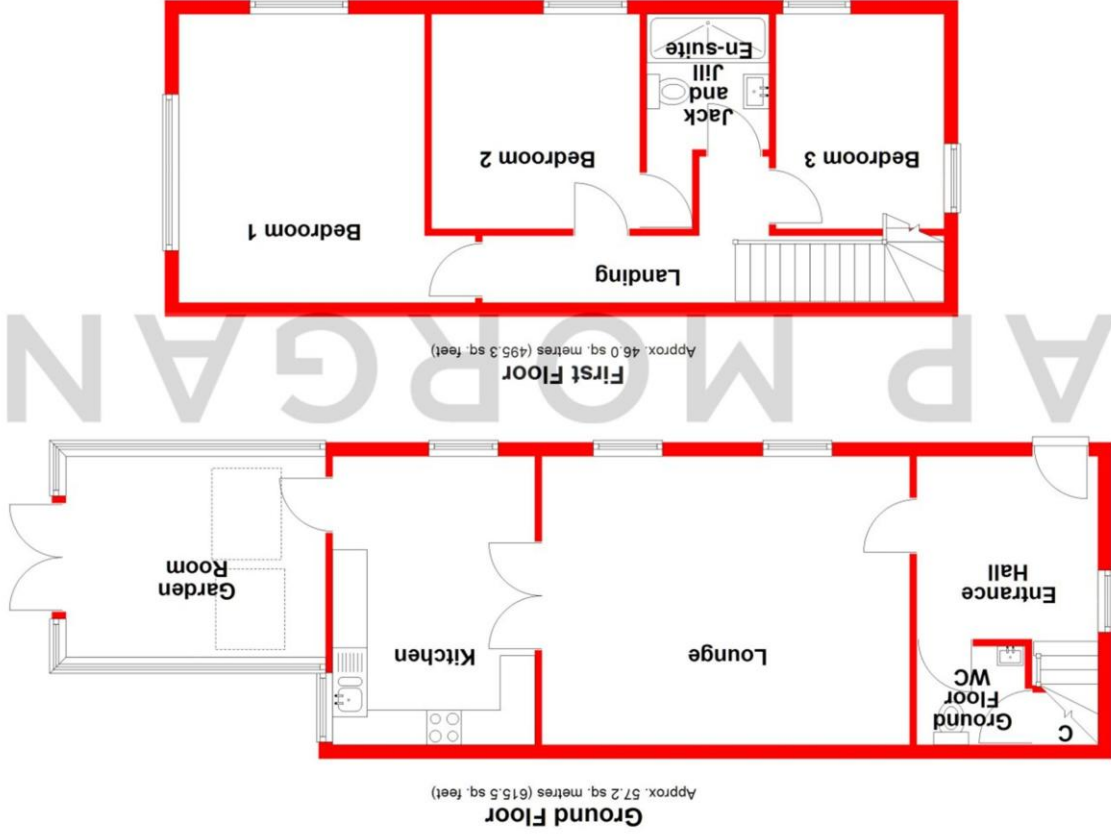 Ground Floor
Approx. 57.2 sq. metres (615.5 sq. feet)
C
Ground
Floor
WC
Entrance
Hall
Lounge
Kitchen
Garden
Room
AP MORGAN
First Floor
Approx. 46.0 sq. metres (495.3 sq. feet)
Landing
Bedroom 1
Bedroom 3
Bedroom 2
Jack
and
Jill
En-suite